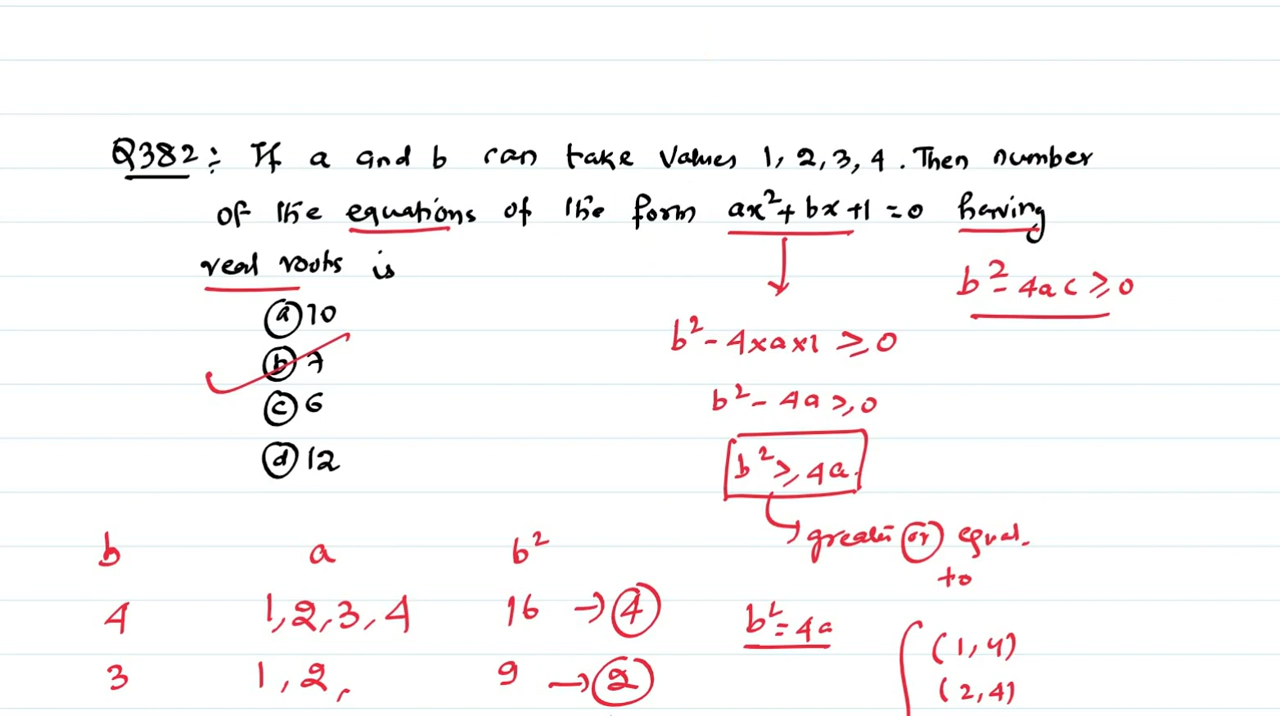 Q382: If a and b can take values 1, 2, 3, 4. Then number
of the equations of the form ax²+ bx +1 = 0 having
real roots is
b² - 4ac ≥ 0
(a) 10
(b) 7
(c) 6
(d) 12
b² - 4×a×1 ≥ 0
b² - 4a ≥ 0
b² ≥ 4a.
→ greater (or) equal.
to
b a b²
4 1, 2, 3, 4 16 → (4)
3 1, 2, 9 → (2)
b² = 4a
(1, 4)
(2, 4)